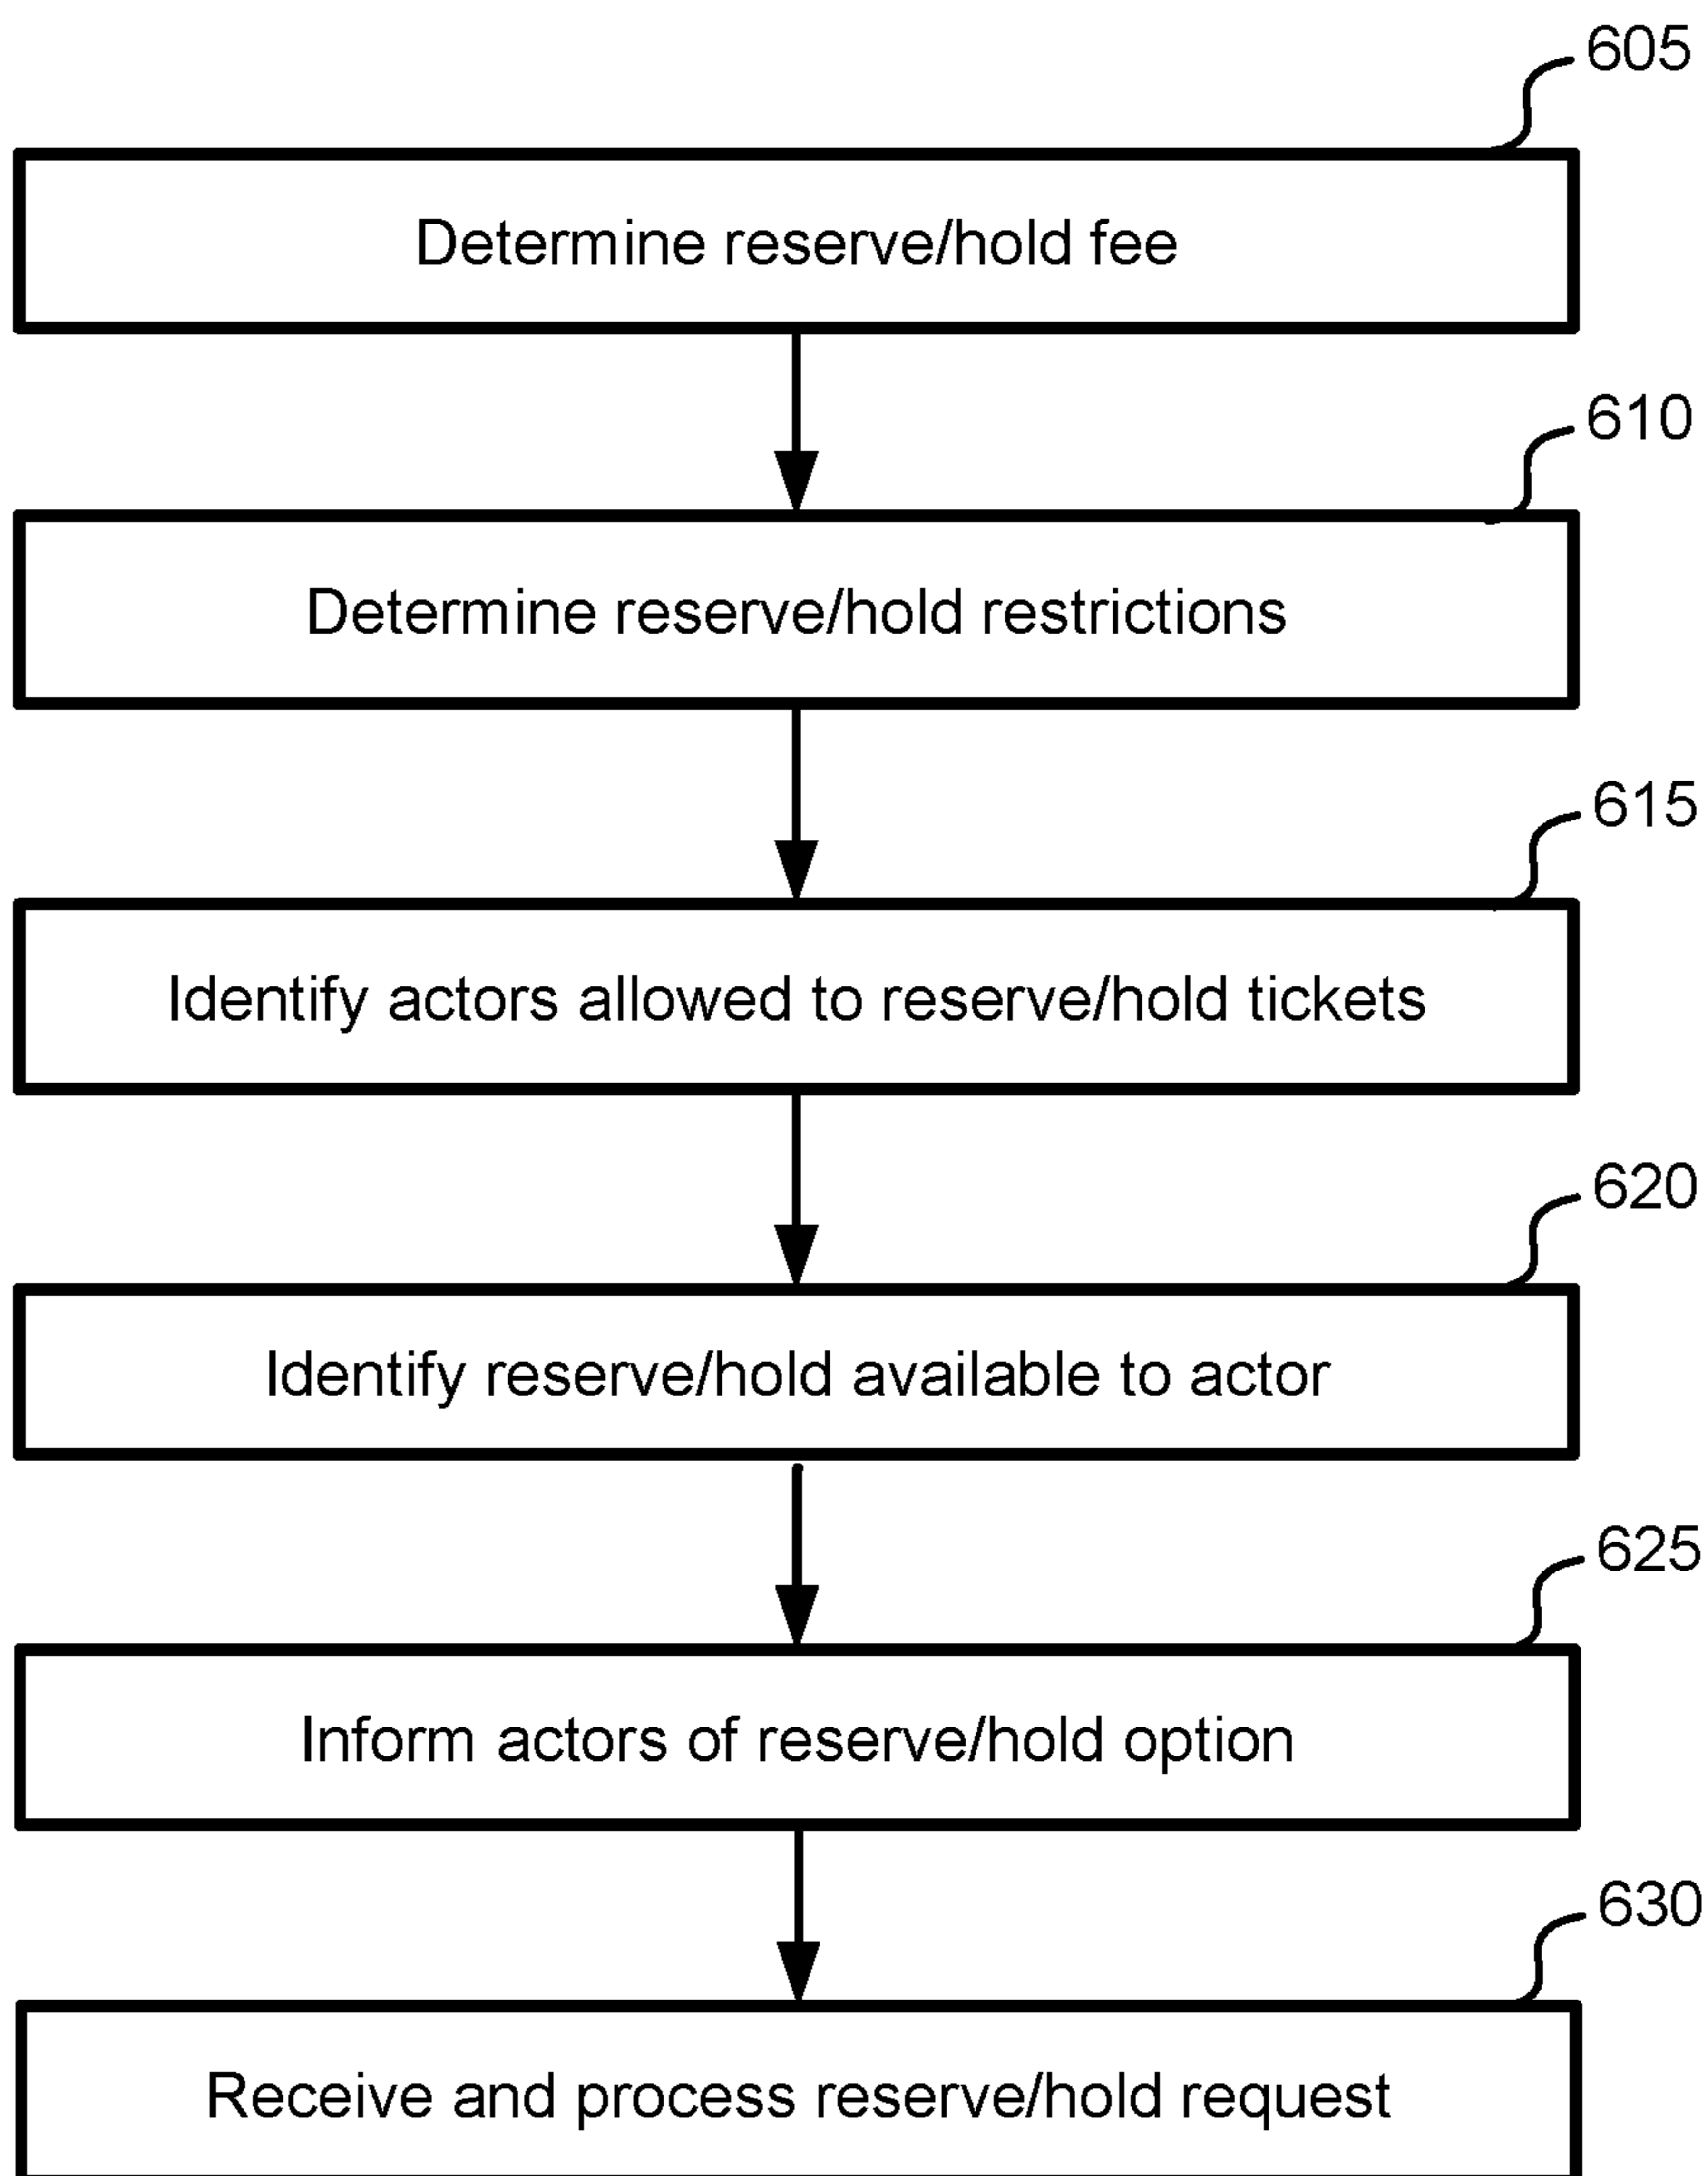 605
Determine reserve/hold fee
610
Determine reserve/hold restrictions
615
Identify actors allowed to reserve/hold tickets
620
Identify reserve/hold available to actor
625
Inform actors of reserve/hold option
630
Receive and process reserve/hold request